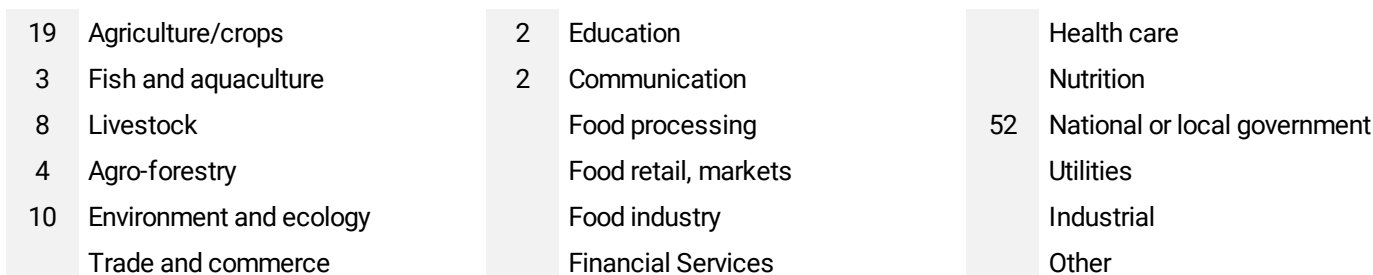 19 Agriculture/crops 2 Education Health care
3 Fish and aquaculture 2 Communication Nutrition
8 Livestock Food processing 52 National or local government
4 Agro-forestry Food retail, markets Utilities
10 Environment and ecology Food industry Industrial
Trade and commerce Financial Services Other